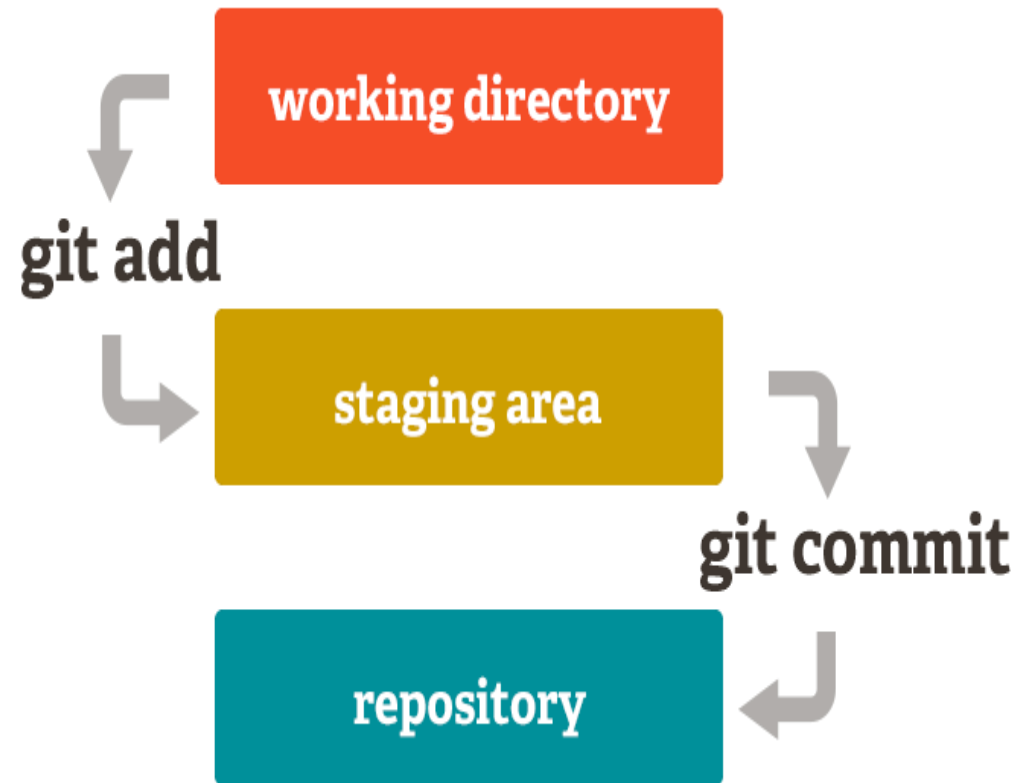 working directory
git add
staging area
git commit
repository